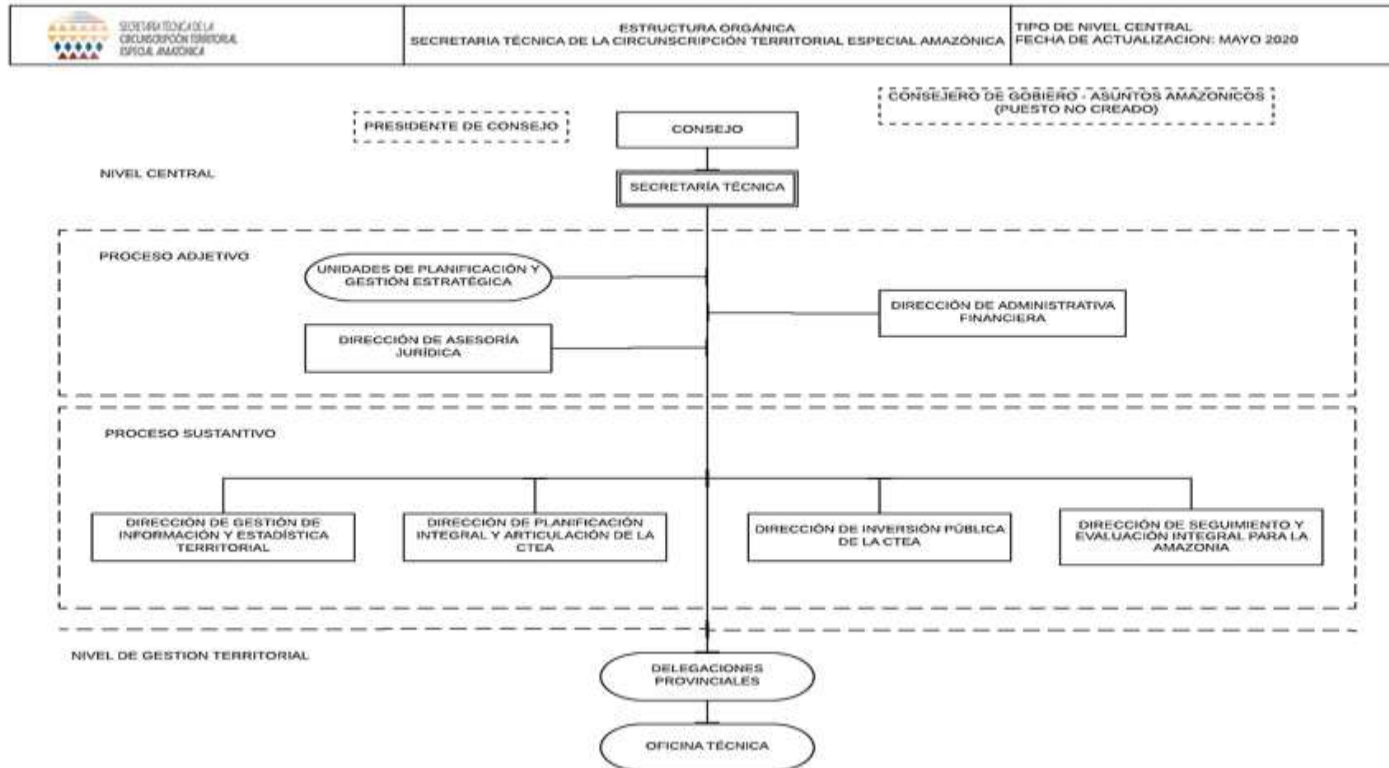 SECRETARÍA TÉCNICA DE LA
CIRCUNSCRIPCIÓN TERRITORIAL
ESPECIAL AMAZÓNICA
ESTRUCTURA ORGÁNICA
SECRETARIA TÉCNICA DE LA CIRCUNSCRIPCIÓN TERRITORIAL ESPECIAL AMAZÓNICA
TIPO DE NIVEL CENTRAL
FECHA DE ACTUALIZACION: MAYO 2020
CONSEJERO DE GOBIERO - ASUNTOS AMAZONICOS
(PUESTO NO CREADO)
PRESIDENTE DE CONSEJO
CONSEJO
NIVEL CENTRAL
SECRETARÍA TÉCNICA
PROCESO ADJETIVO
UNIDADES DE PLANIFICACIÓN Y
GESTIÓN ESTRATÉGICA
DIRECCIÓN DE ADMINISTRATIVA
FINANCIERA
DIRECCIÓN DE ASESORÍA
JURÍDICA
PROCESO SUSTANTIVO
DIRECCIÓN DE GESTIÓN DE
INFORMACIÓN Y ESTADÍSTICA
TERRITORIAL
DIRECCIÓN DE PLANIFICACIÓN
INTEGRAL Y ARTICULACIÓN DE LA
CTEA
DIRECCIÓN DE INVERSIÓN PÚBLICA
DE LA CTEA
DIRECCIÓN DE SEGUIMIENTO Y
EVALUACIÓN INTEGRAL PARA LA
AMAZONIA
NIVEL DE GESTION TERRITORIAL
DELEGACIONES
PROVINCIALES
OFICINA TÉCNICA